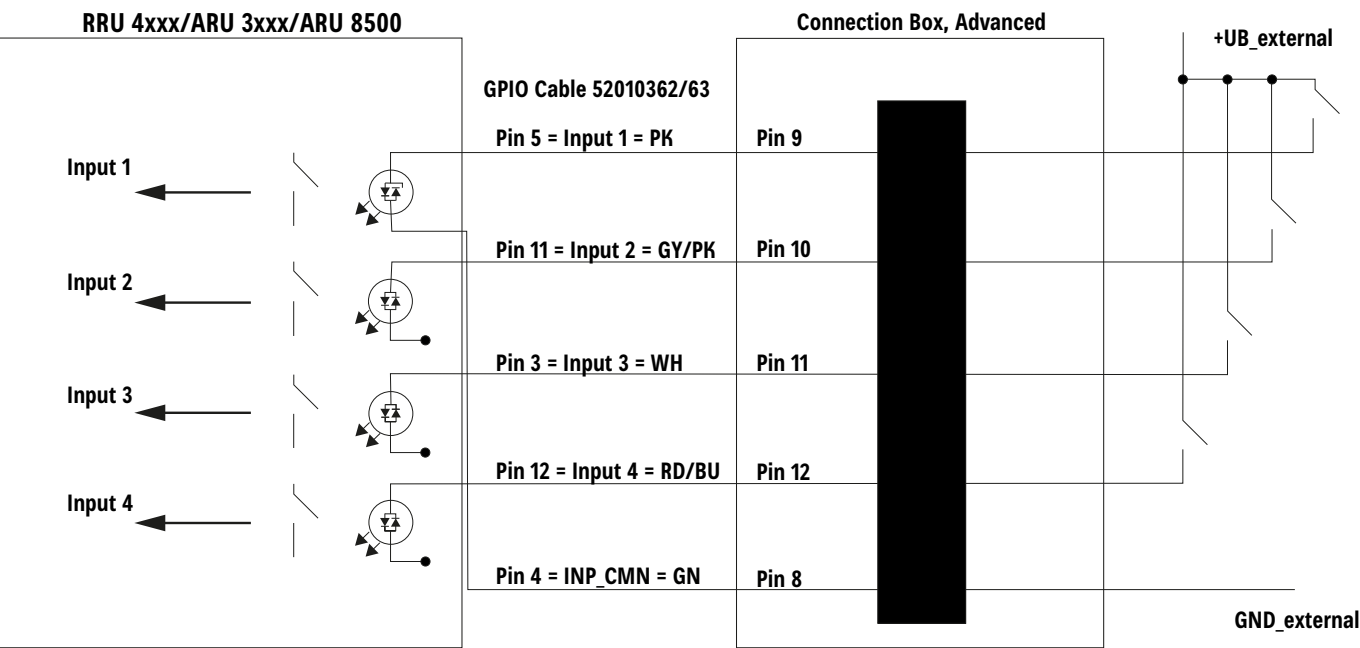 RRU 4xxx/ARU 3xxx/ARU 8500
Connection Box, Advanced
+UB_external
GPIO Cable 52010362/63
Pin 5 = Input 1 = PK
Pin 9
Input 1
Pin 11 = Input 2 = GY/PK
Pin 10
Input 2
Pin 3 = Input 3 = WH
Pin 11
Input 3
Pin 12 = Input 4 = RD/BU
Pin 12
Input 4
Pin 4 = INP_CMN = GN
Pin 8
GND_external